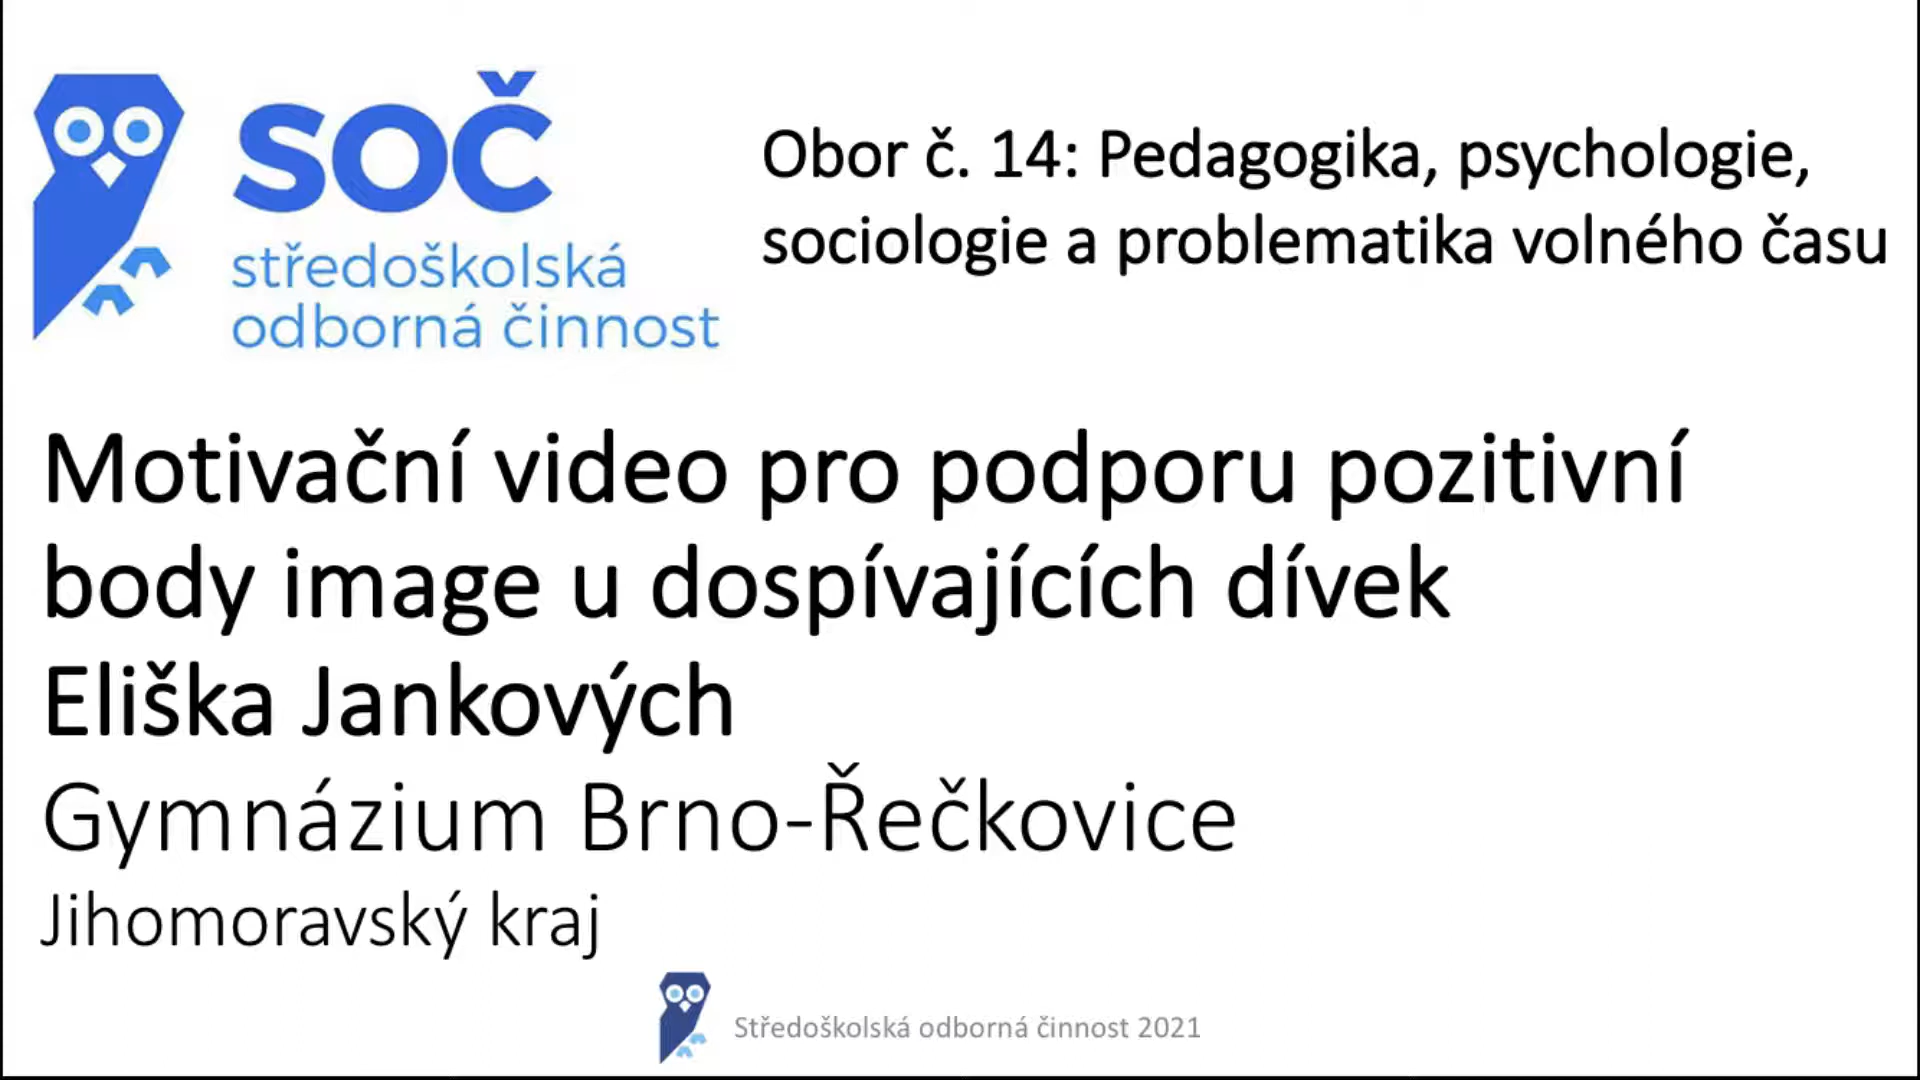 SOČ
středoškolská
odborná činnost
Obor č. 14: Pedagogika, psychologie,
sociologie a problematika volného času
Motivační video pro podporu pozitivní
body image u dospívajících dívek
Eliška Jankových
Gymnázium Brno-Řečkovice
Jihomoravský kraj
Středoškolská odborná činnost 2021